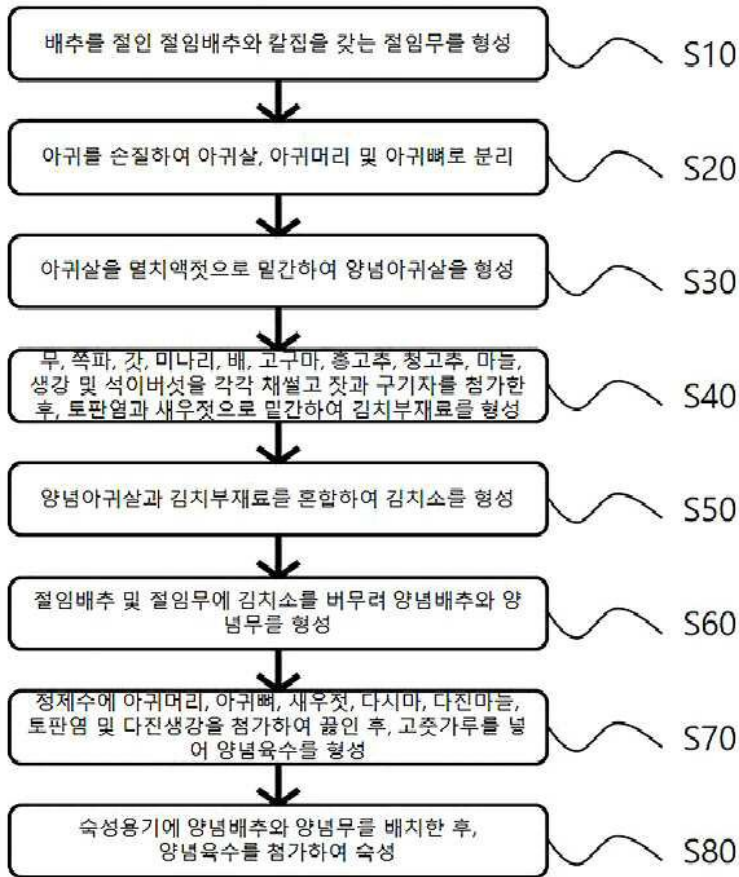 배추를 절인 절임배추와 칼집을 갖는 절임무를 형성
S10
아귀를 손질하여 아귀살, 아귀머리 및 아귀뼈로 분리
S20
아귀살을 멸치액젓으로 밑간하여 양념아귀살을 형성
S30
무, 쪽파, 갓, 미나리, 배, 고구마, 홍고추, 청고추, 마늘,
생강 및 석이버섯을 각각 채썰고 잣과 구기자를 첨가한
후, 토판염과 새우젓으로 밑간하여 김치부재료를 형성
S40
양념아귀살과 김치부재료를 혼합하여 김치소를 형성
S50
절임배추 및 절임무에 김치소를 버무려 양념배추와 양
념무를 형성
S60
정제수에 아귀머리, 아귀뼈, 새우젓, 다시마, 다진마늘,
토판염 및 다진생강을 첨가하여 끓인 후, 고춧가루를 넣
어 양념육수를 형성
S70
숙성용기에 양념배추와 양념무를 배치한 후,
양념육수를 첨가하여 숙성
S80